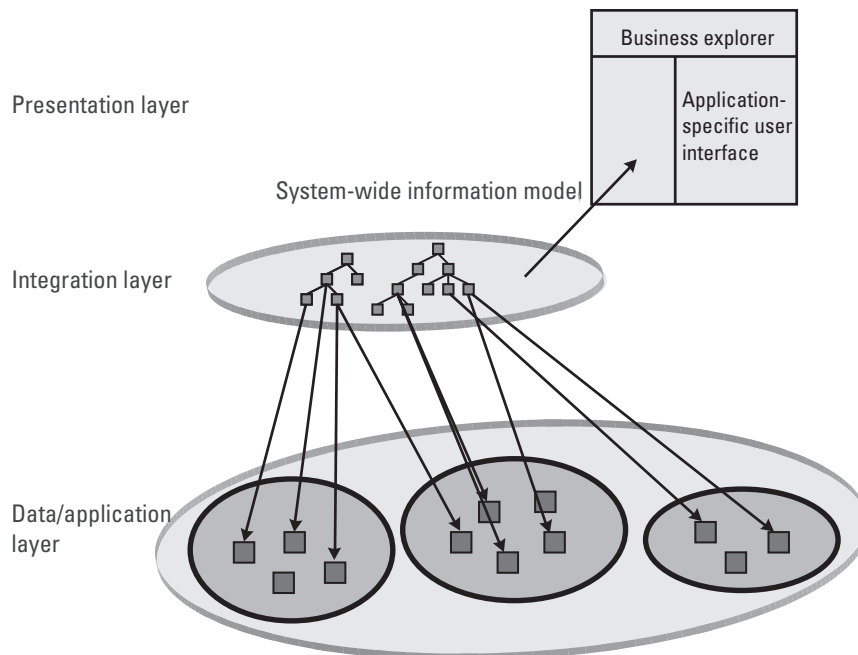 Business explorer
Presentation layer
Application-
specific user
interface
System-wide information model
Integration layer
Data/application
layer